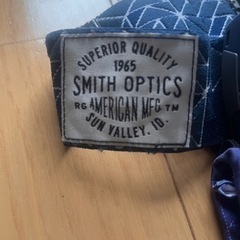 SUPERIOR QUALITY
1965
SMITH OPTICS
RG AMERICAN MFG TM
SUN VALLEY. ID.